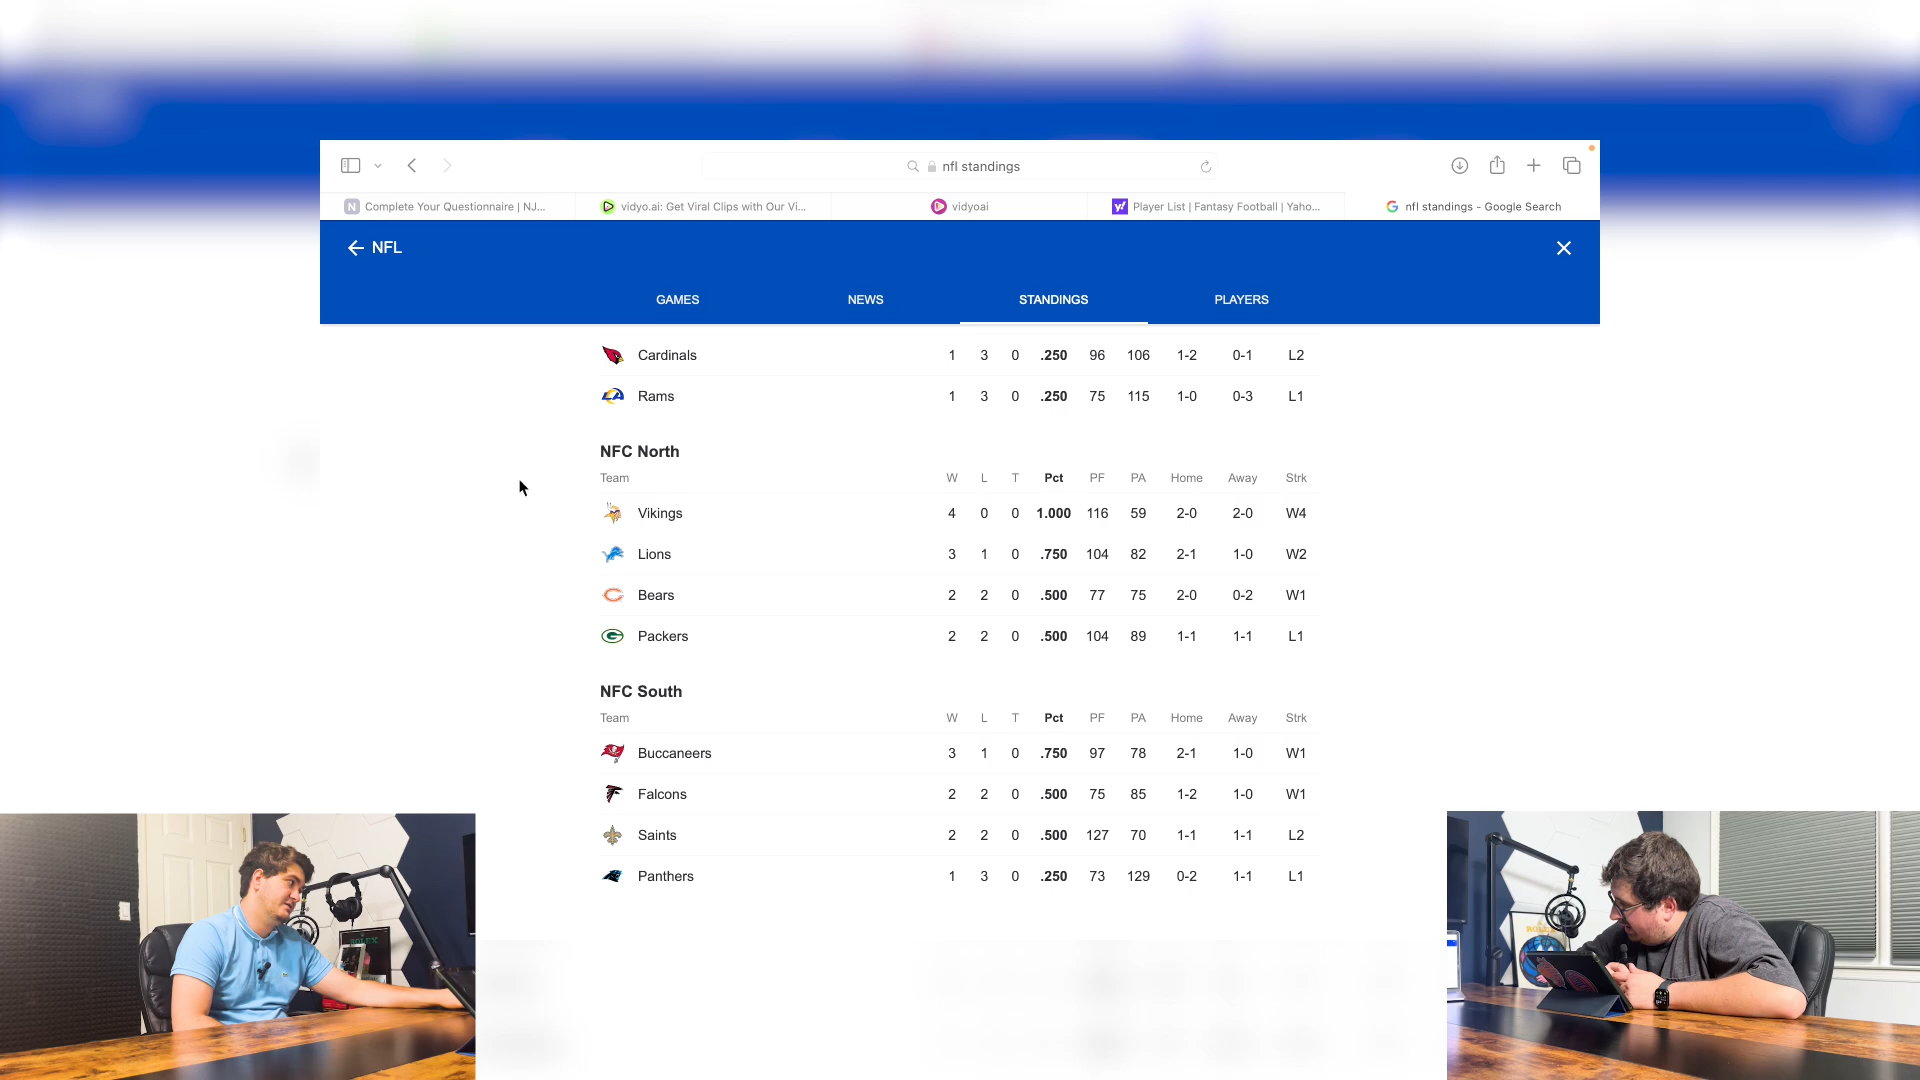 nfl standings
N Complete Your Questionnaire | NJ... vidyo.ai: Get Viral Clips with Our Vi... vidyoai y! Player List | Fantasy Football | Yaho... G nfl standings - Google Search
NFL
GAMES NEWS STANDINGS PLAYERS
Cardinals 1 3 0 .250 96 106 1-2 0-1 L2
Rams 1 3 0 .250 75 115 1-0 0-3 L1
NFC North
Team W L T Pct PF PA Home Away Strk
Vikings 4 0 0 1.000 116 59 2-0 2-0 W4
Lions 3 1 0 .750 104 82 2-1 1-0 W2
Bears 2 2 0 .500 77 75 2-0 0-2 W1
Packers 2 2 0 .500 104 89 1-1 1-1 L1
NFC South
Team W L T Pct PF PA Home Away Strk
Buccaneers 3 1 0 .750 97 78 2-1 1-0 W1
Falcons 2 2 0 .500 75 85 1-2 1-0 W1
Saints 2 2 0 .500 127 70 1-1 1-1 L2
Panthers 1 3 0 .250 73 129 0-2 1-1 L1
ROLEX
ROLEX